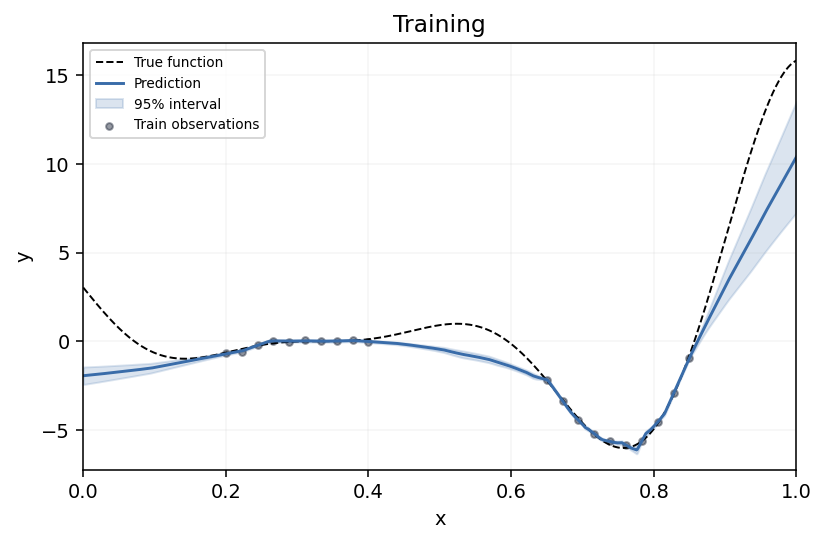 Training
True function
Prediction
95% interval
Train observations
15
10
5
0
−5
y
0.0 0.2 0.4 0.6 0.8 1.0
x